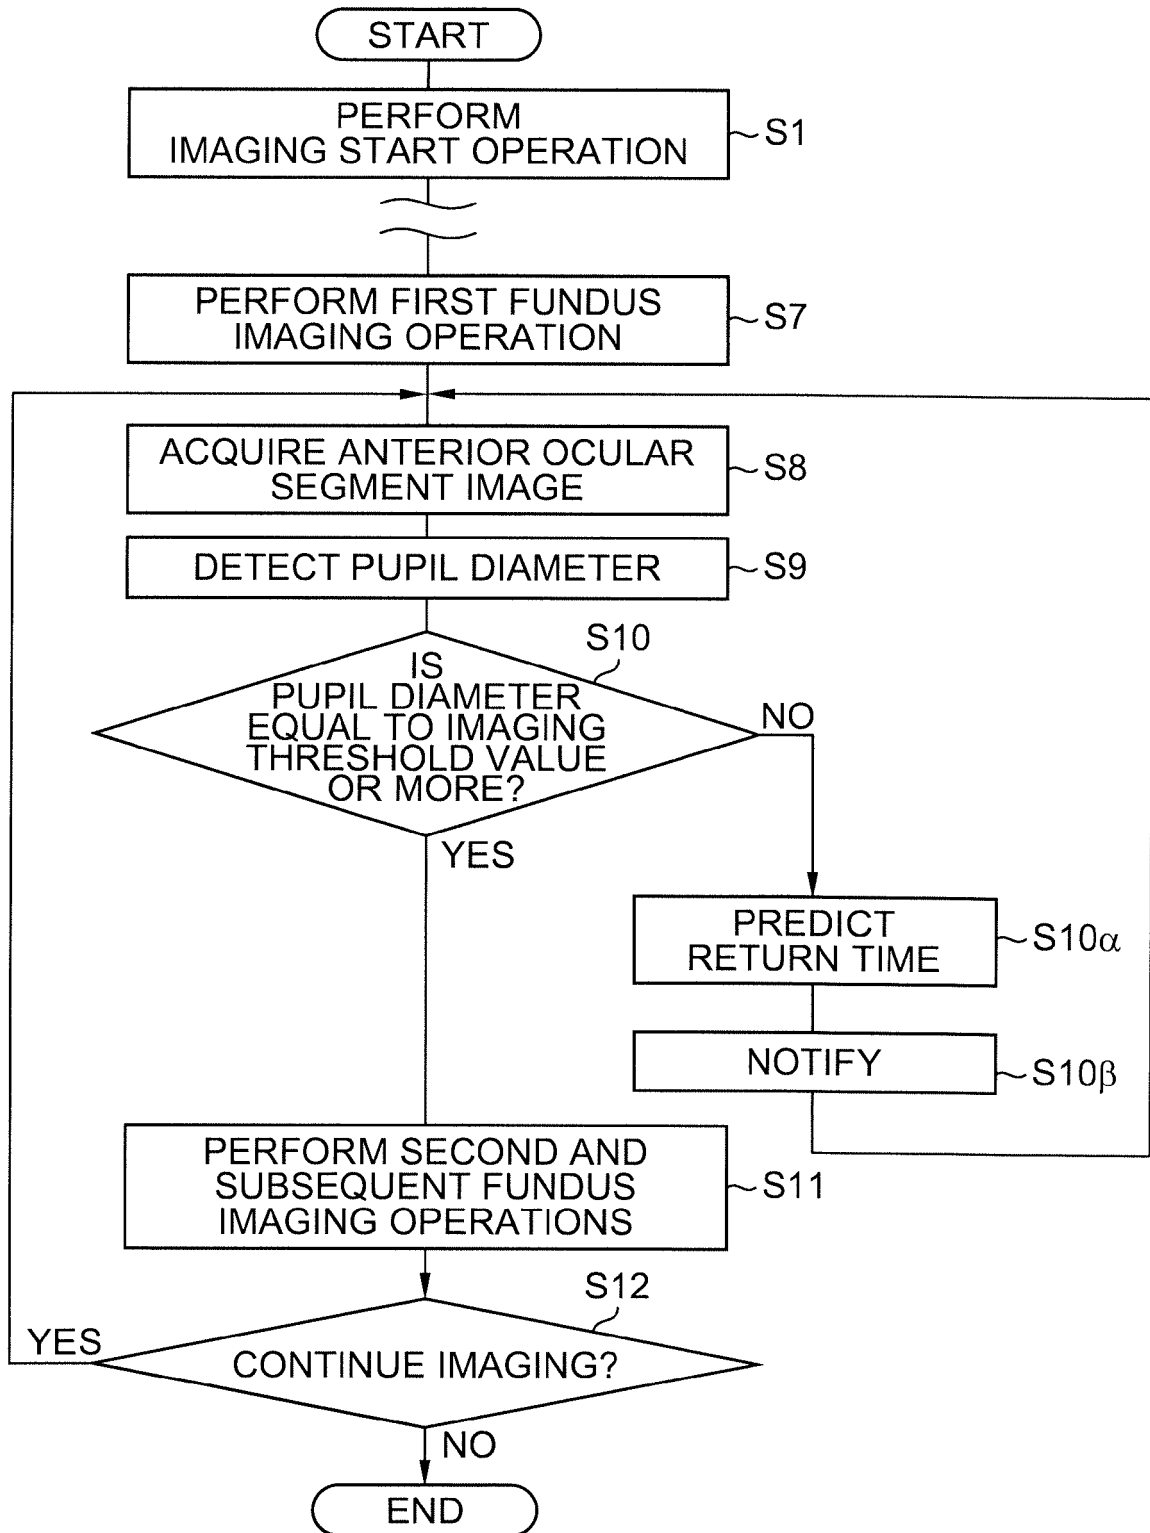 START
PERFORM
IMAGING START OPERATION
S1
PERFORM FIRST FUNDUS
IMAGING OPERATION
S7
ACQUIRE ANTERIOR OCULAR
SEGMENT IMAGE
S8
DETECT PUPIL DIAMETER
S9
S10
IS
PUPIL DIAMETER
EQUAL TO IMAGING
THRESHOLD VALUE
OR MORE?
NO
YES
PREDICT
RETURN TIME
S10α
NOTIFY
S10β
PERFORM SECOND AND
SUBSEQUENT FUNDUS
IMAGING OPERATIONS
S11
S12
YES
CONTINUE IMAGING?
NO
END